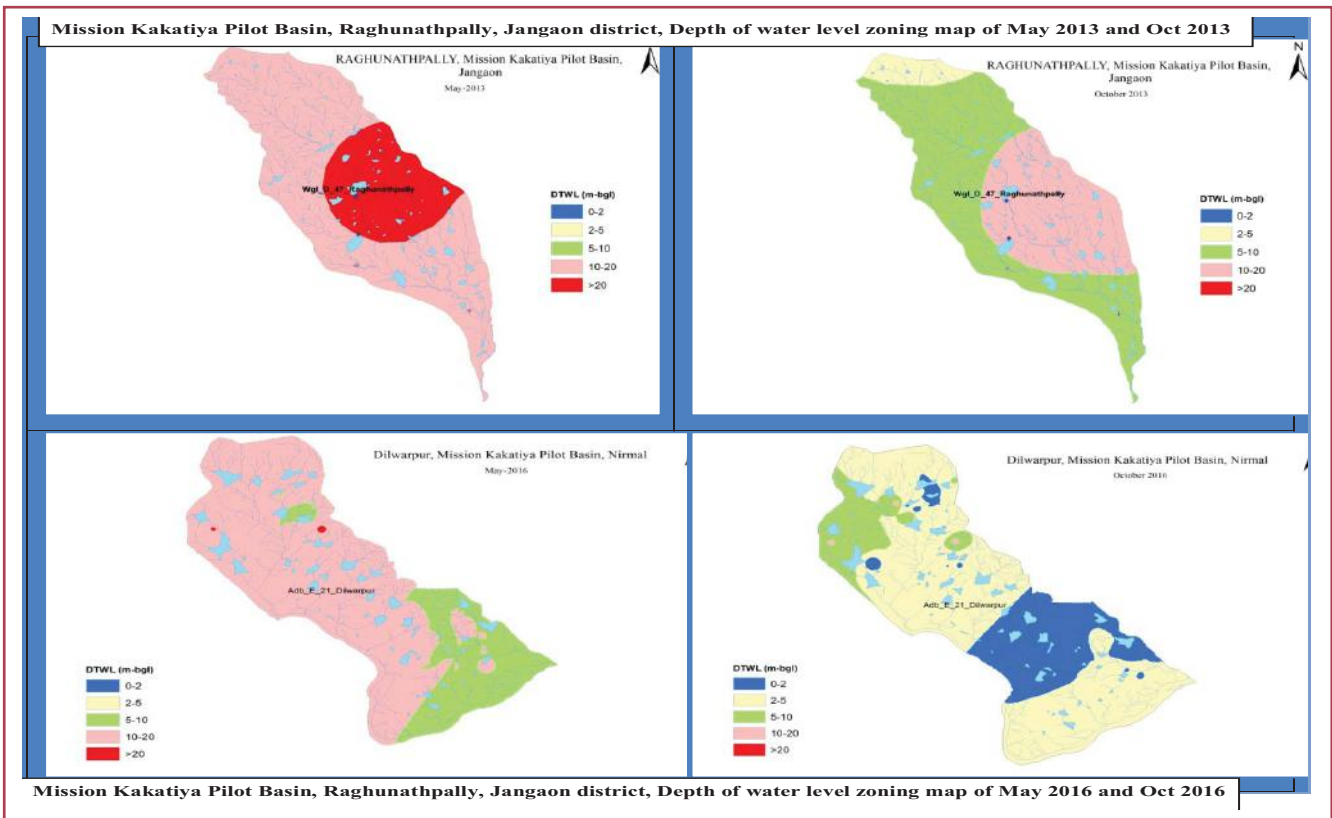 Mission Kakatiya Pilot Basin, Raghunathpally, Jangaon district, Depth of water level zoning map of May 2013 and Oct 2013
RAGHUNATHPALLY, Mission Kakatiya Pilot Basin,
Jangaon
May-2013
Wgl_D_47_Raghunathpally
DTWL (m-bgl)
0-2
2-5
5-10
10-20
>20
N
RAGHUNATHPALLY, Mission Kakatiya Pilot Basin,
Jangaon
October 2013
Wgl_D_47_Raghunathpally
DTWL (m-bgl)
0-2
2-5
5-10
10-20
>20
Dilwarpur, Mission Kakatiya Pilot Basin, Nirmal
May-2016
Adb_E_21_Dilwarpur
DTWL (m-bgl)
0-2
2-5
5-10
10-20
>20
Dilwarpur, Mission Kakatiya Pilot Basin, Nirmal
October 2016
Adb_E_21_Dilwarpur
DTWL (m-bgl)
0-2
2-5
5-10
10-20
>20
Mission Kakatiya Pilot Basin, Raghunathpally, Jangaon district, Depth of water level zoning map of May 2016 and Oct 2016